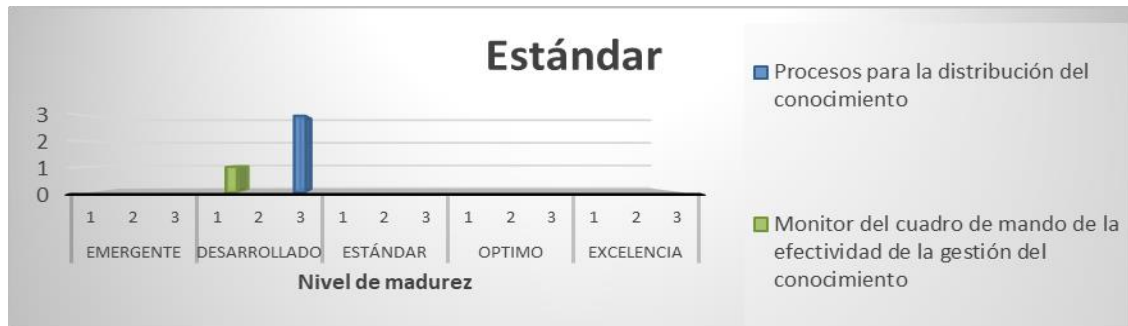 Estándar
3
2
1
0
1 2 3 1 2 3 1 2 3 1 2 3 1 2 3
EMERGENTE DESARROLLADO ESTÁNDAR OPTIMO EXCELENCIA
Nivel de madurez
Procesos para la distribución del
conocimiento
Monitor del cuadro de mando de la
efectividad de la gestión del
conocimiento